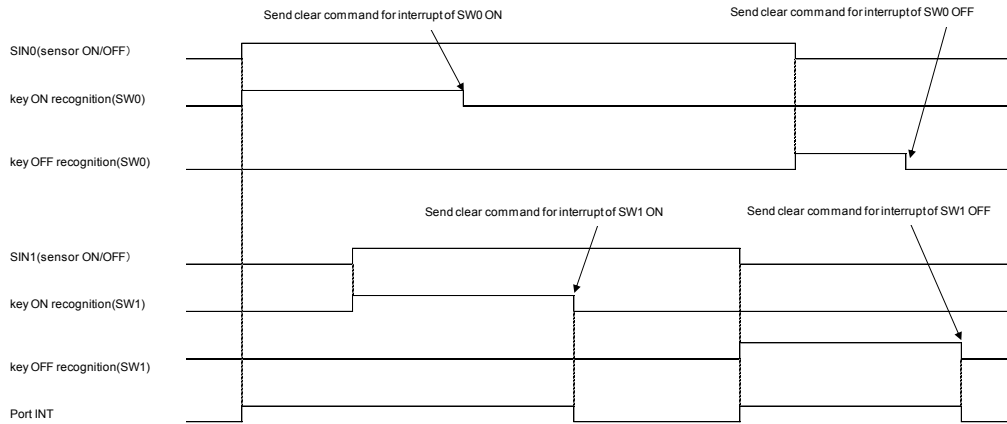 Send clear command for interrupt of SW0 ON
Send clear command for interrupt of SW0 OFF
SIN0(sensor ON/OFF)
key ON recognition(SW0)
key OFF recognition(SW0)
Send clear command for interrupt of SW1 ON
Send clear command for interrupt of SW1 OFF
SIN1(sensor ON/OFF)
key ON recognition(SW1)
key OFF recognition(SW1)
Port INT